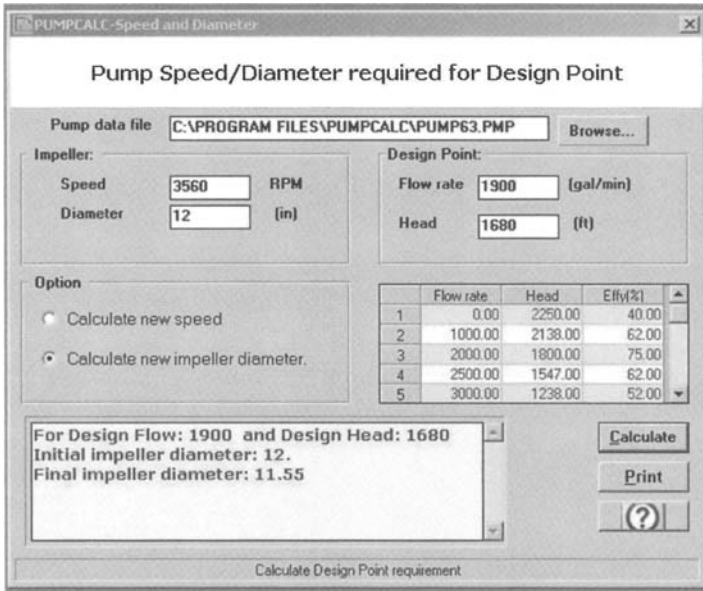 PUMPCALC-Speed and Diameter
Pump Speed/Diameter required for Design Point
Pump data file C:\PROGRAM FILES\PUMPCALC\PUMP63.PMP Browse...
Impeller:
Speed 3560 RPM
Diameter 12 (in)
Design Point:
Flow rate 1900 (gal/min)
Head 1680 (ft)
Option
Calculate new speed
Calculate new impeller diameter.
Flow rate Head Effy(%)
1 0.00 2250.00 40.00
2 1000.00 2138.00 62.00
3 2000.00 1800.00 75.00
4 2500.00 1547.00 62.00
5 3000.00 1238.00 52.00
For Design Flow: 1900 and Design Head: 1680
Initial impeller diameter: 12.
Final impeller diameter: 11.55
Calculate
Print
(?)
Calculate Design Point requirement